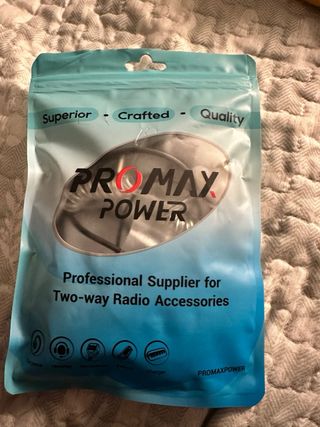 Superior - Crafted - Quality
PROMAX
POWER
Professional Supplier for
Two-way Radio Accessories
PROMAXPOWER